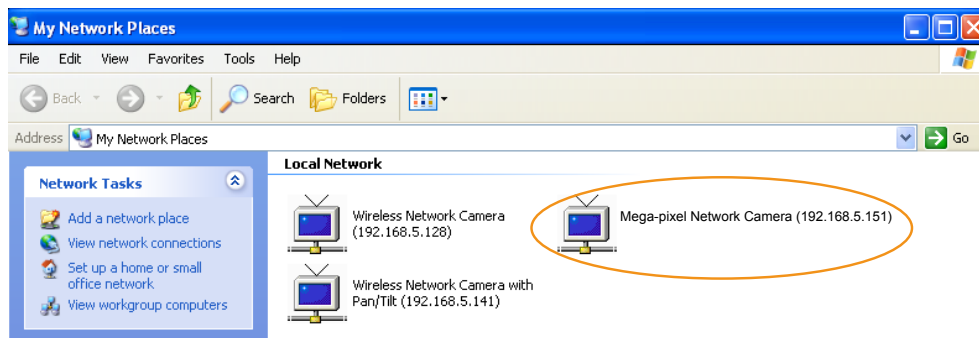 My Network Places
File Edit View Favorites Tools Help
Back Search Folders
Address My Network Places Go
Network Tasks
Add a network place
View network connections
Set up a home or small
office network
View workgroup computers
Local Network
Wireless Network Camera
(192.168.5.128)
Mega-pixel Network Camera (192.168.5.151)
Wireless Network Camera with
Pan/Tilt (192.168.5.141)